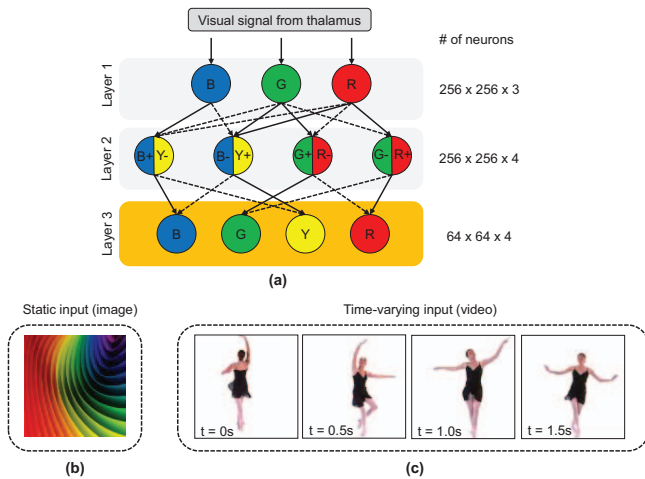 Visual signal from thalamus
# of neurons
Layer 1
B
G
R
256 x 256 x 3
Layer 2
B+ Y-
B- Y+
G+ R-
G- R+
256 x 256 x 4
Layer 3
B
G
Y
R
64 x 64 x 4
(a)
Static input (image)
Time-varying input (video)
t = 0s
t = 0.5s
t = 1.0s
t = 1.5s
(b)
(c)